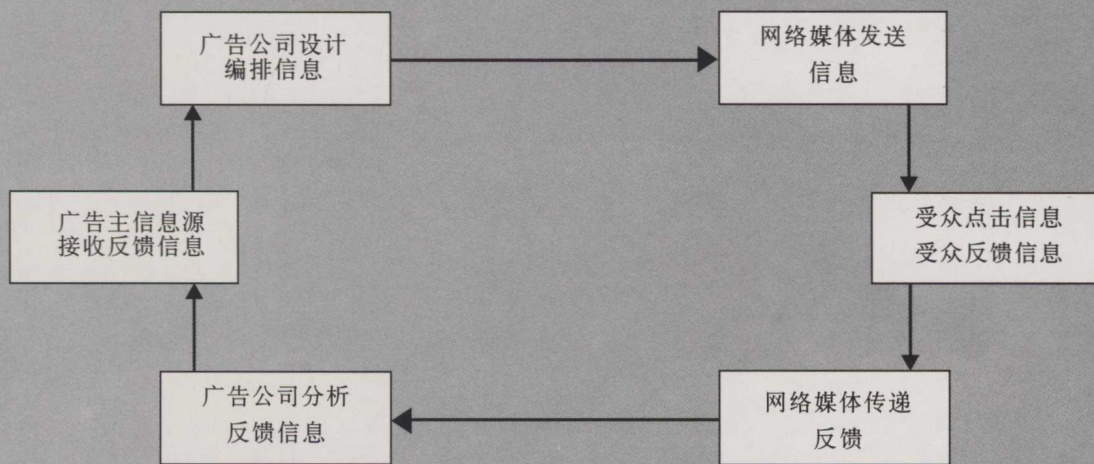 广告公司设计
编排信息
网络媒体发送
信息
广告主信息源
接收反馈信息
受众点击信息
受众反馈信息
广告公司分析
反馈信息
网络媒体传递
反馈